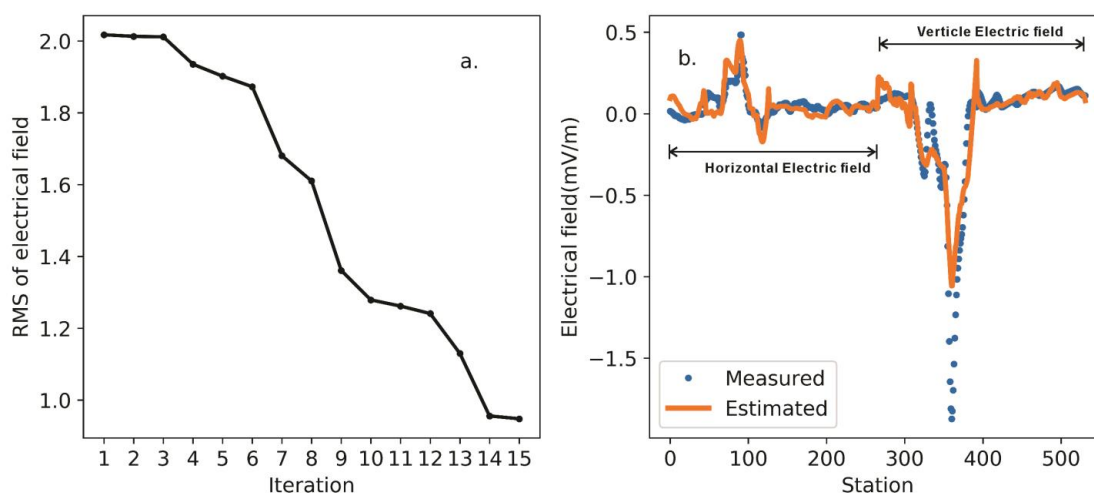 2.0
1.8
1.6
1.4
1.2
1.0
RMS of electrical field
a.
1 2 3 4 5 6 7 8 9 10 11 12 13 14 15
Iteration
0.5
0.0
−0.5
−1.0
−1.5
Electrical field(mV/m)
b.
Verticle Electric field
Horizontal Electric field
Measured
Estimated
0 100 200 300 400 500
Station